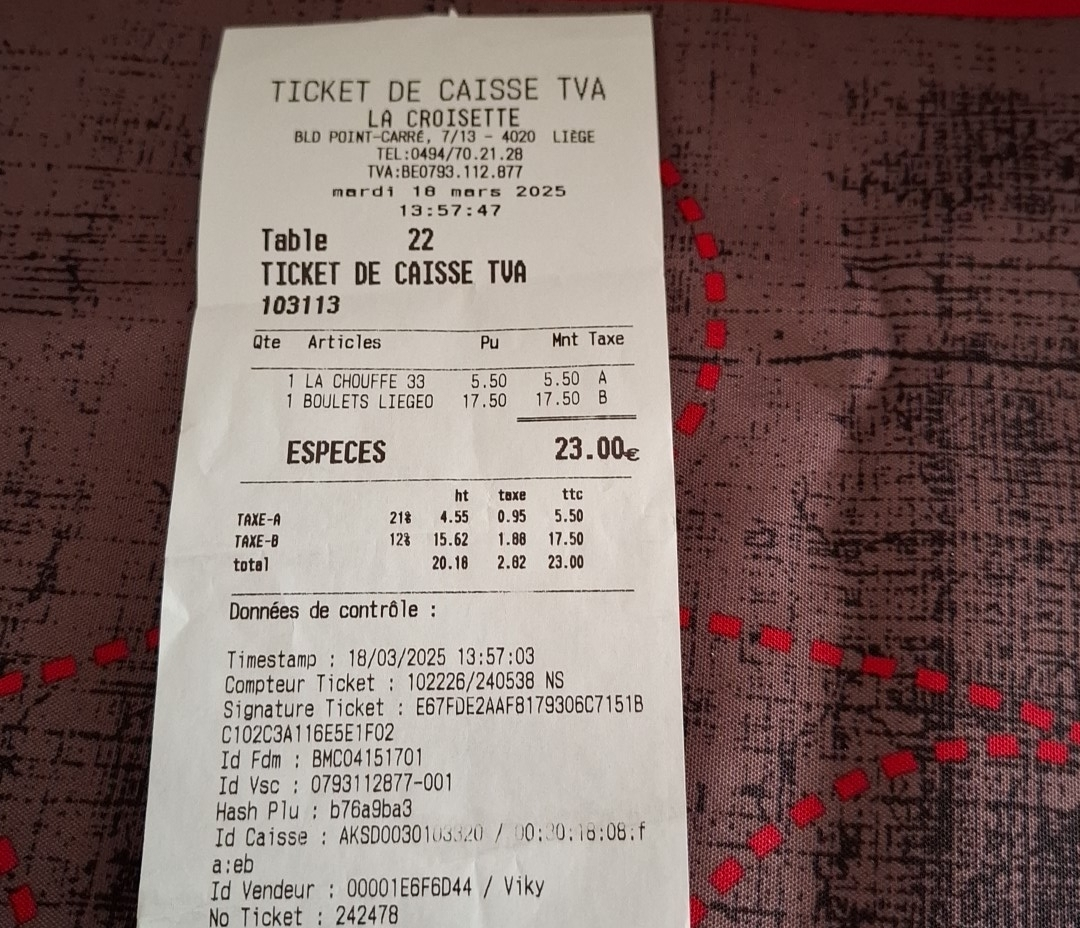 TICKET DE CAISSE TVA
LA CROISETTE
BLD POINT-CARRÉ, 7/13 - 4020 LIÈGE
TEL:0494/70.21.28
TVA:BE0793.112.877
mardi 18 mars 2025
13:57:47
Table 22
TICKET DE CAISSE TVA
103113
Qte Articles Pu Mnt Taxe
1 LA CHOUFFE 33 5.50 5.50 A
1 BOULETS LIEGEO 17.50 17.50 B
ESPECES 23.00€
ht taxe ttc
TAXE-A 21% 4.55 0.95 5.50
TAXE-B 12% 15.62 1.88 17.50
total 20.18 2.82 23.00
Données de contrôle :
Timestamp : 18/03/2025 13:57:03
Compteur Ticket : 102226/240538 NS
Signature Ticket : E67FDE2AAF8179306C7151B
C102C3A116E5E1F02
Id Fdm : BMC04151701
Id Vsc : 0793112877-001
Hash Plu : b76a9ba3
Id Caisse : AKSD0030103320 / 00:30:18:08:f
a:eb
Id Vendeur : 00001E6F6D44 / Viky
No Ticket : 242478